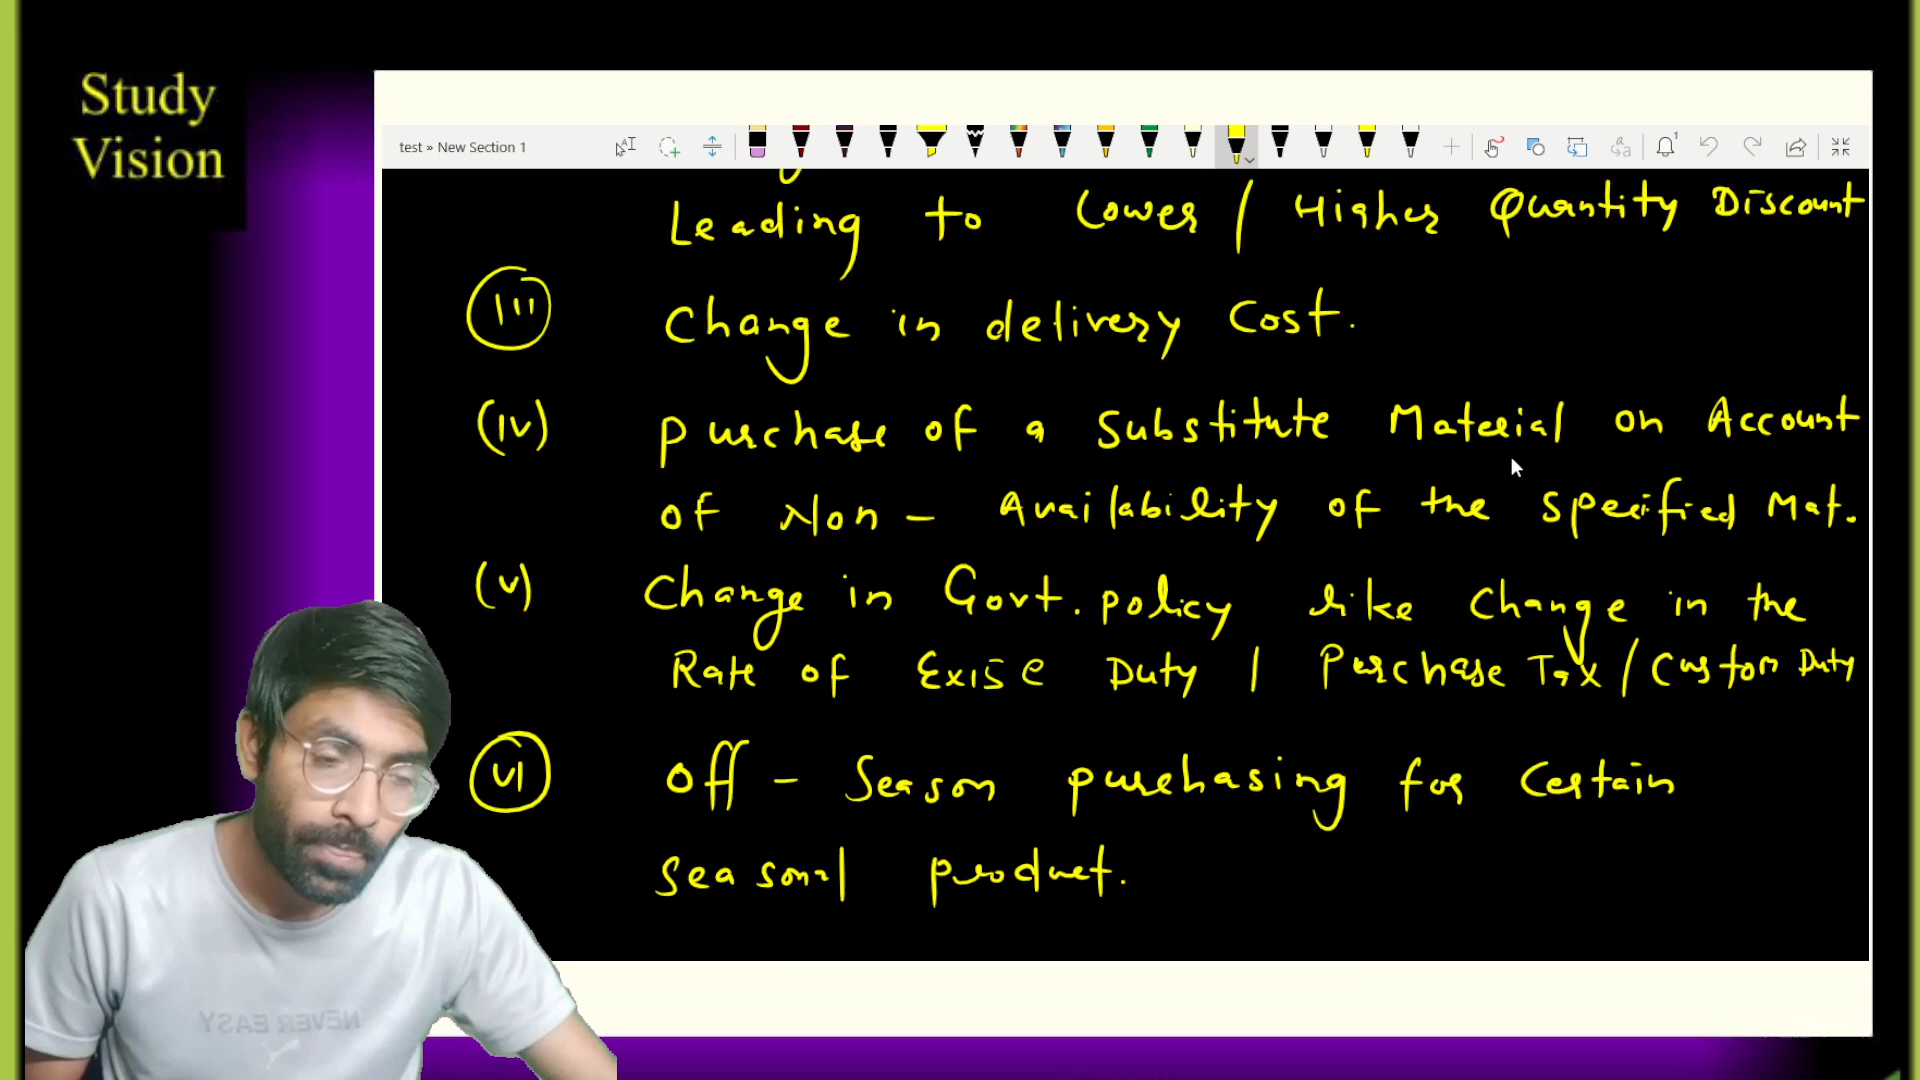 Study
Vision
test » New Section 1
Leading to Lower / Higher Quantity Discount
(III) Change in delivery Cost.
(iv) Purchase of a Substitute Material on Account
of Non - Availability of the Specified Mat.
(v) Change in Govt. policy like Change in the
Rate of Exise Duty / Purchase Tax / Custom Duty
(vi) Off - Season purchasing for Certain
Seasonal product.
NEVER EASY